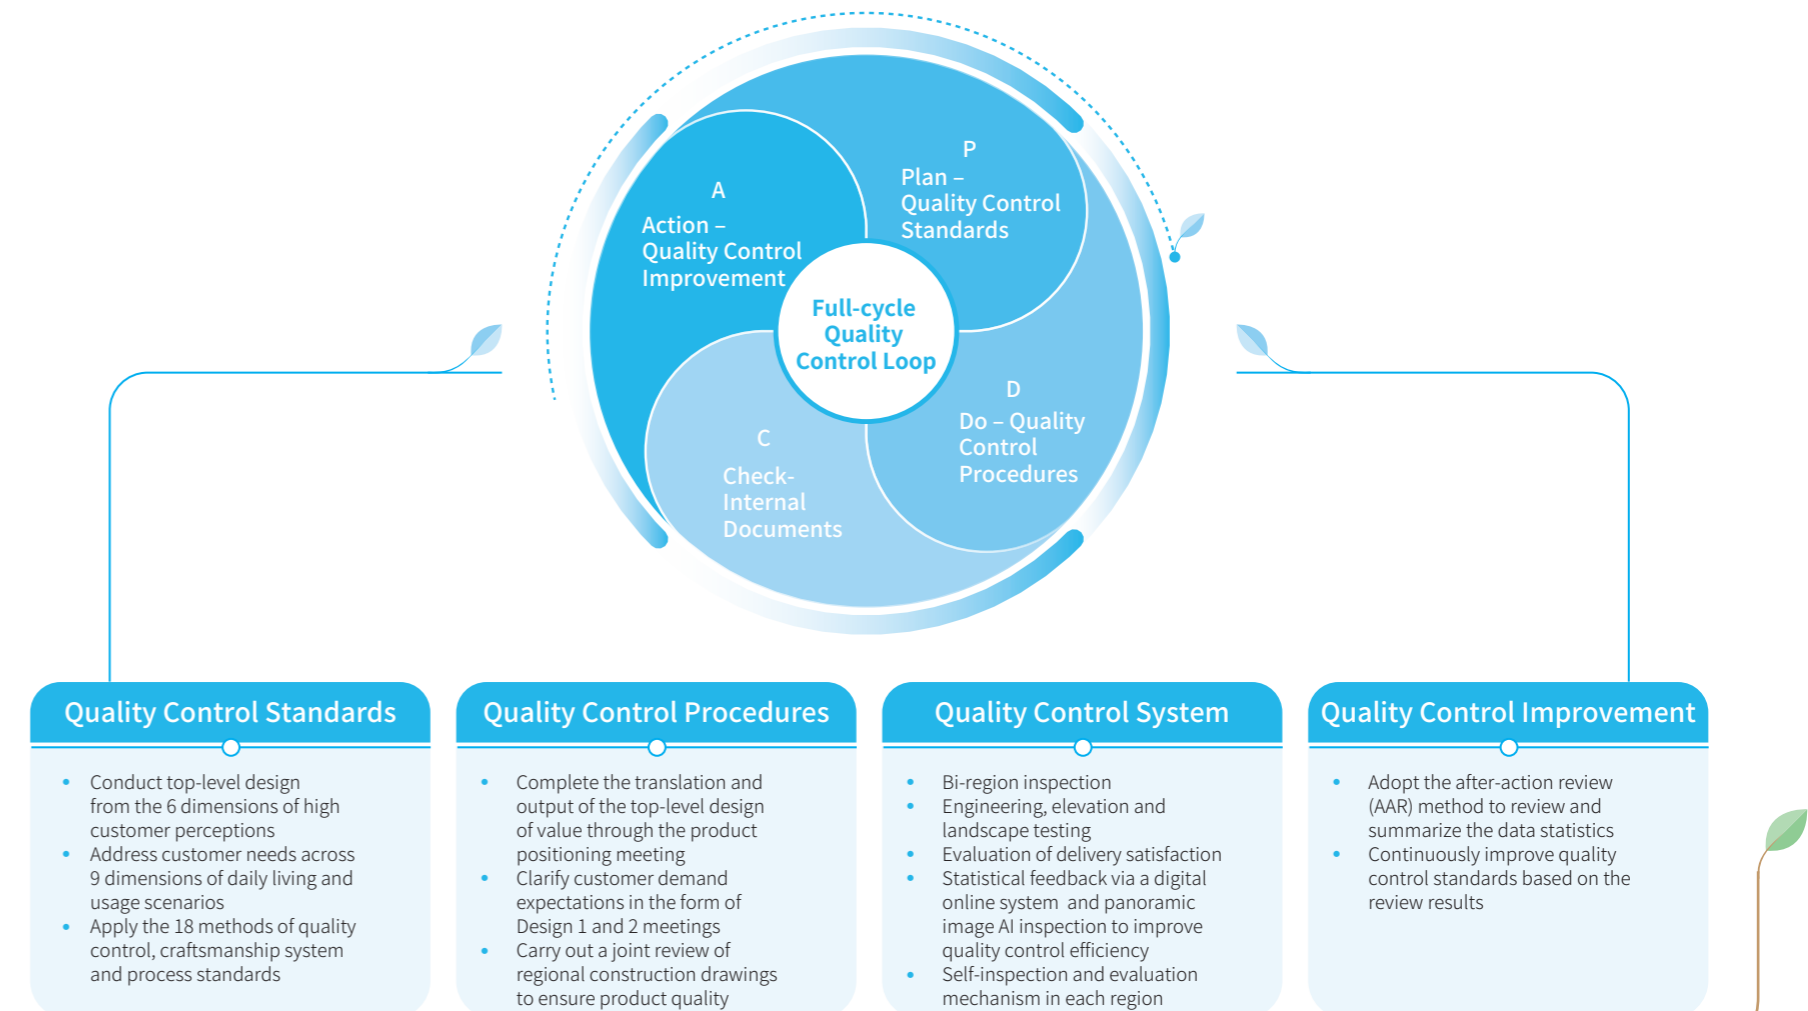 P
Plan –
Quality Control
Standards
A
Action –
Quality Control
Improvement
Full-cycle
Quality
Control Loop
D
Do – Quality
Control
Procedures
C
Check-
Internal
Documents
Quality Control Standards
• Conduct top-level design
from the 6 dimensions of high
customer perceptions
• Address customer needs across
9 dimensions of daily living and
usage scenarios
• Apply the 18 methods of quality
control, craftsmanship system
and process standards
Quality Control Procedures
• Complete the translation and
output of the top-level design
of value through the product
positioning meeting
• Clarify customer demand
expectations in the form of
Design 1 and 2 meetings
• Carry out a joint review of
regional construction drawings
to ensure product quality
Quality Control System
• Bi-region inspection
• Engineering, elevation and
landscape testing
• Evaluation of delivery satisfaction
• Statistical feedback via a digital
online system and panoramic
image AI inspection to improve
quality control efficiency
• Self-inspection and evaluation
mechanism in each region
Quality Control Improvement
• Adopt the after-action review
(AAR) method to review and
summarize the data statistics
• Continuously improve quality
control standards based on the
review results